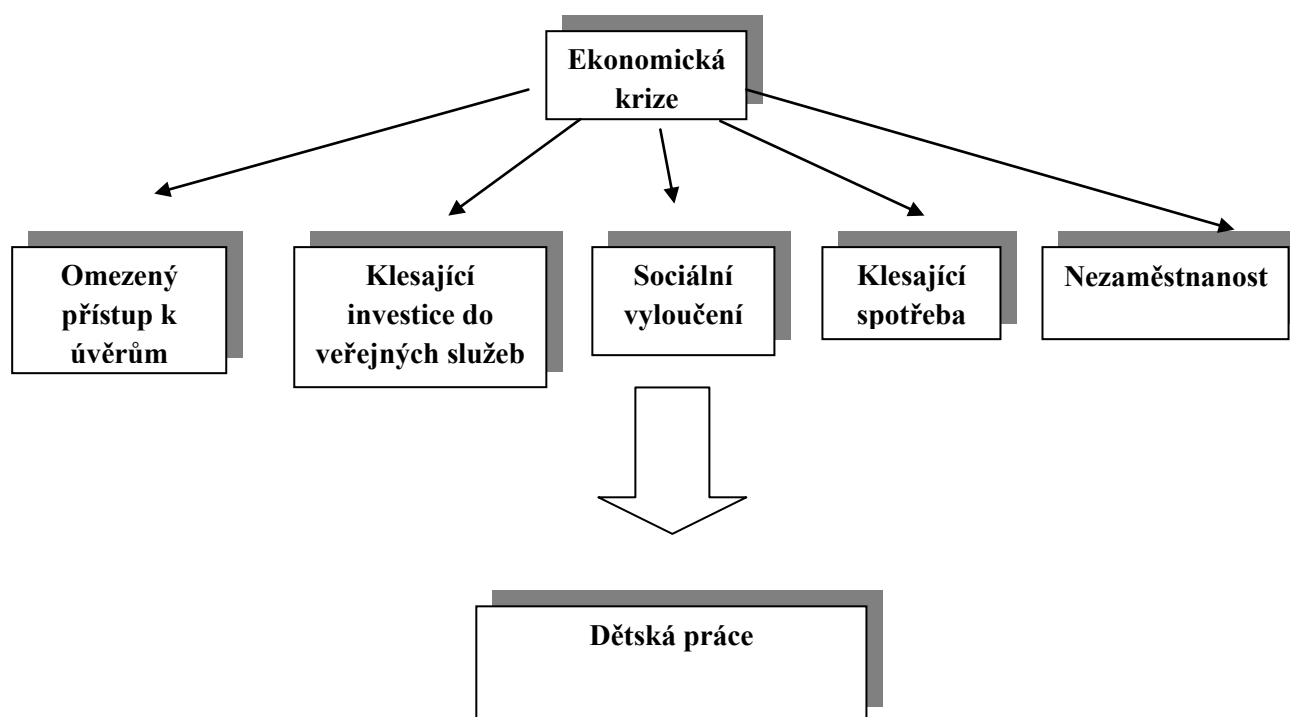 Ekonomická
krize
Omezený
přístup k
úvěrům
Klesající
investice do
veřejných služeb
Sociální
vyloučení
Klesající
spotřeba
Nezaměstnanost
Dětská práce